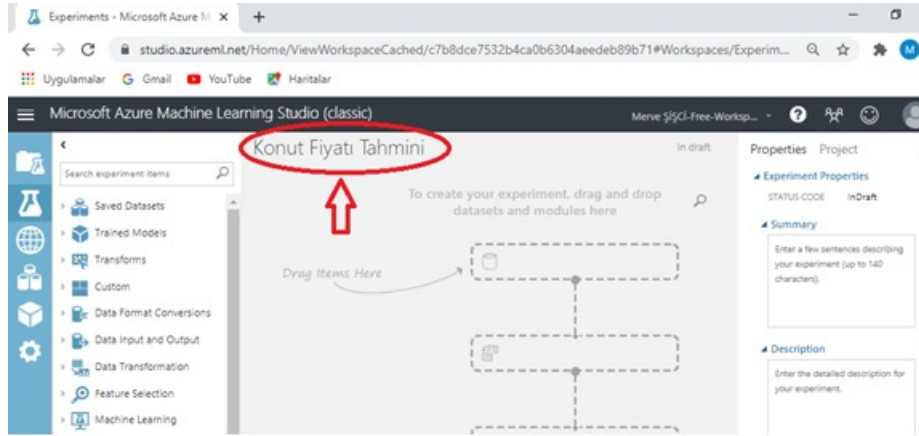 Experiments - Microsoft Azure M
studio.azureml.net/Home/ViewWorkspaceCached/c7b8dce7532b4ca0b6304aeedeb89b71#Workspaces/Experim...
Uygulamalar Gmail YouTube Haritalar
Microsoft Azure Machine Learning Studio (classic)
Merve ŞİŞCİ-Free-Worksp...
M
Konut Fiyatı Tahmini
In draft
Search experiment items
Saved Datasets
Trained Models
Transforms
Custom
Data Format Conversions
Data Input and Output
Data Transformation
Feature Selection
Machine Learning
To create your experiment, drag and drop
datasets and modules here
Drag Items Here
Properties Project
Experiment Properties
STATUS CODE InDraft
Summary
Enter a few sentences describing
your experiment (up to 140
characters).
Description
Enter the detailed description for
your experiment.